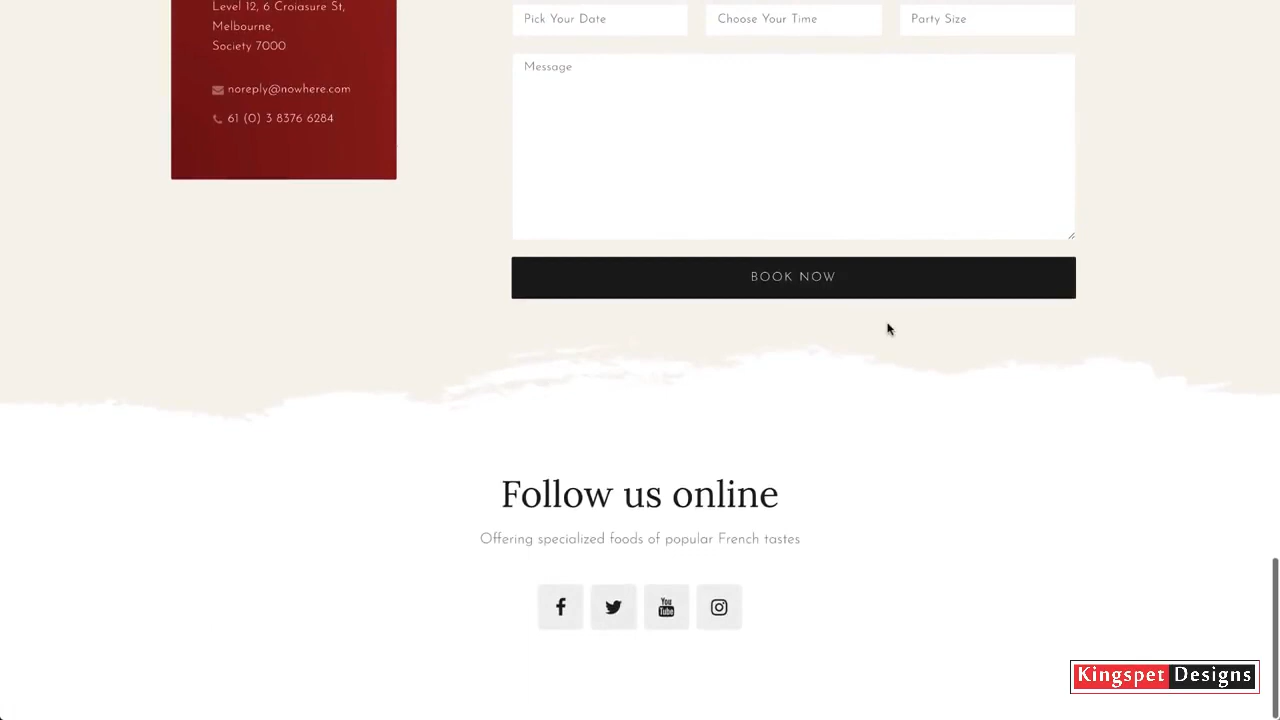 Level 12, 6 Croiasure St,
Melbourne,
Society 7000
noreply@nowhere.com
61 (0) 3 8376 6284
Pick Your Date
Choose Your Time
Party Size
Message
BOOK NOW
Follow us online
Offering specialized foods of popular French tastes
You
Tube
Kingspet Designs